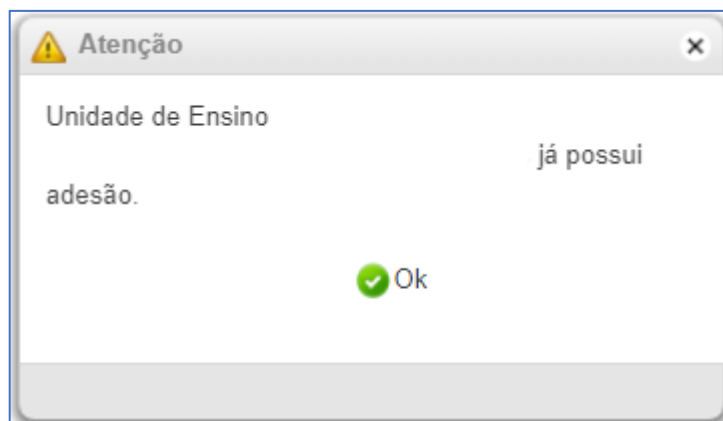 Atenção
Unidade de Ensino
já possui
adesão.
Ok